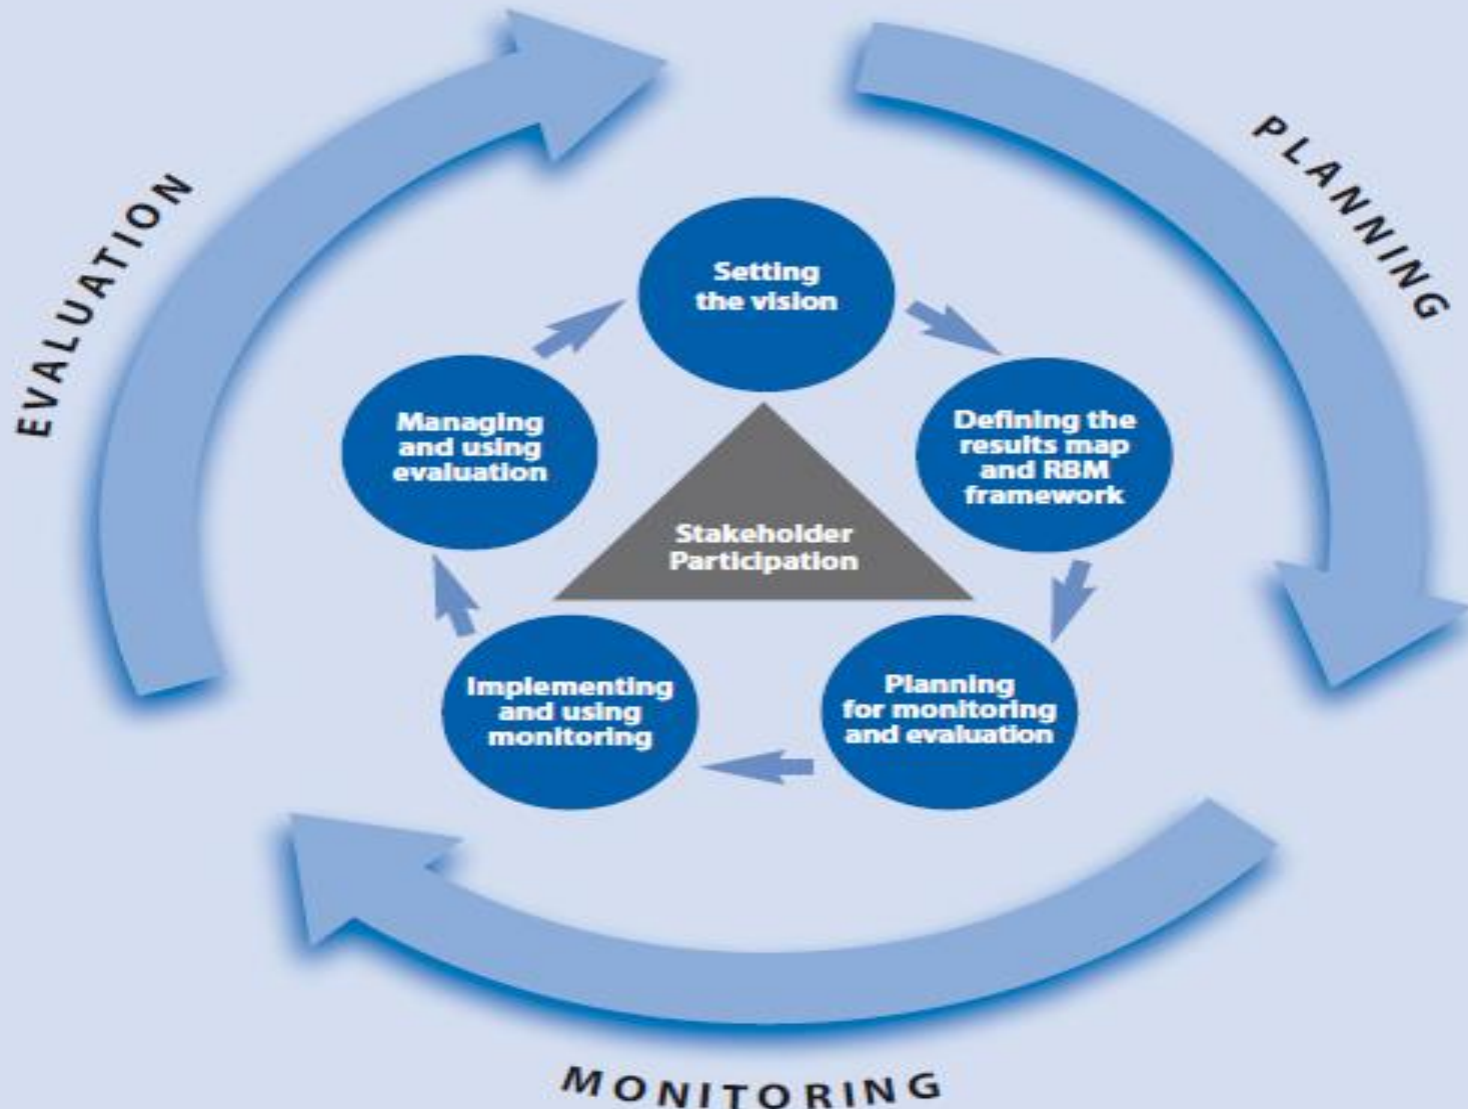 PLANNING
EVALUATION
Setting
the vision
Managing
and using
evaluation
Defining the
results map
and RBM
framework
Stakeholder
Participation
Implementing
and using
monitoring
Planning
for monitoring
and evaluation
MONITORING